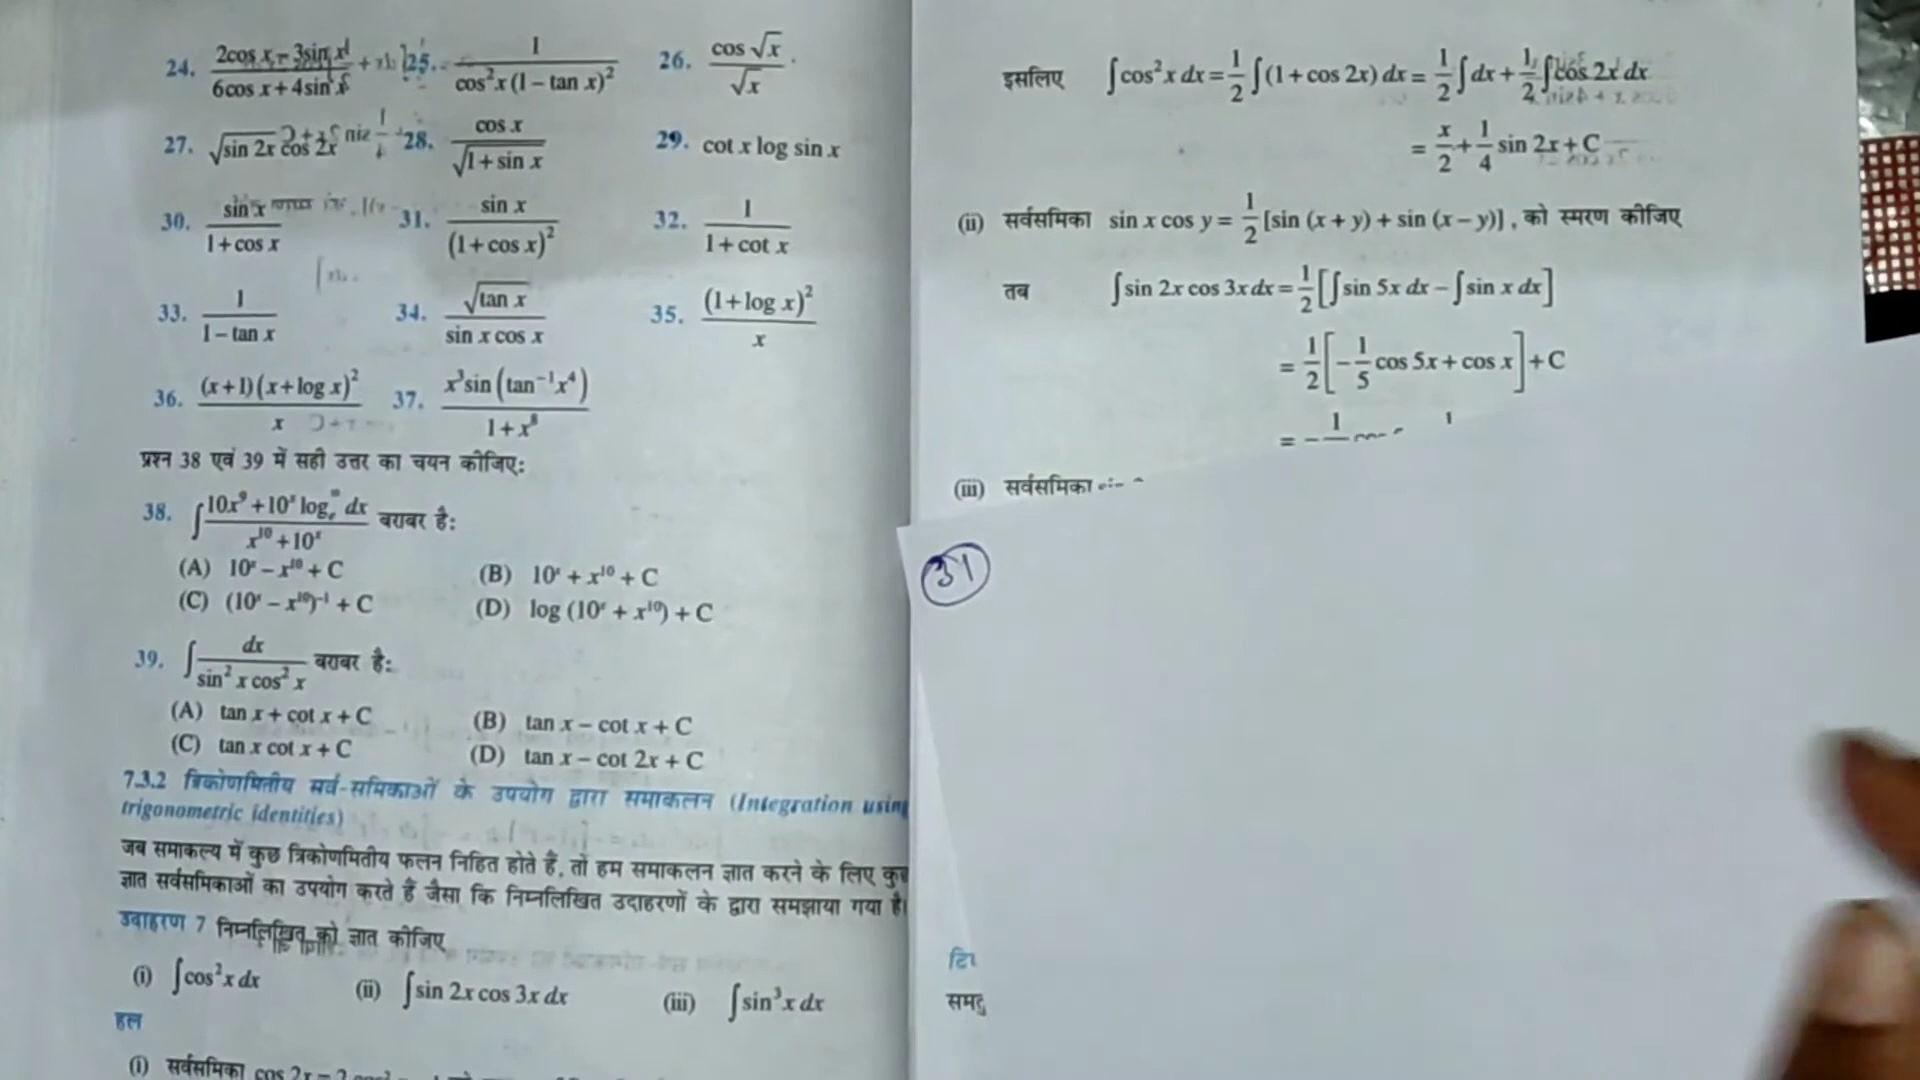 24. (2cos x – 3sin x)/(6cos x + 4sin x) 25. 1/(cos²x (1 – tan x)²) 26. cos √x/√x
27. √sin 2x cos 2x 28. cos x/√(1 + sin x) 29. cot x log sin x
30. sin x/(1 + cos x) 31. sin x/(1 + cos x)² 32. 1/(1 + cot x)
33. 1/(1 – tan x) 34. √tan x/(sin x cos x) 35. (1 + log x)²/x
36. (x + 1)(x + log x)²/x 37. x³sin (tan⁻¹x⁴)/(1 + x⁸)
प्रश्न 38 एवं 39 में सही उत्तर का चयन कीजिए:
38. ∫ (10x⁹ + 10ˣ logₑ¹⁰ dx)/(x¹⁰ + 10ˣ) बराबर है:
(A) 10ˣ – x¹⁰ + C (B) 10ˣ + x¹⁰ + C
(C) (10ˣ – x¹⁰)⁻¹ + C (D) log (10ˣ + x¹⁰) + C
39. ∫ dx/(sin² x cos² x) बराबर है:
(A) tan x + cot x + C (B) tan x – cot x + C
(C) tan x cot x + C (D) tan x – cot 2x + C
7.3.2 त्रिकोणमितीय सर्व-समिकाओं के उपयोग द्वारा समाकलन (Integration using
trigonometric identities)
जब समाकल्य में कुछ त्रिकोणमितीय फलन निहित होते हैं, तो हम समाकलन ज्ञात करने के लिए कुछ
ज्ञात सर्वसमिकाओं का उपयोग करते हैं जैसा कि निम्नलिखित उदाहरणों के द्वारा समझाया गया है।
उदाहरण 7 निम्नलिखित को ज्ञात कीजिए
(i) ∫cos²x dx (ii) ∫sin 2x cos 3x dx (iii) ∫sin³x dx
हल
(i) सर्वसमिका cos 2x
इसलिए ∫cos²x dx = 1/2 ∫(1 + cos 2x) dx = 1/2 ∫dx + 1/2 ∫cos 2x dx
= x/2 + 1/4 sin 2x + C
(ii) सर्वसमिका sin x cos y = 1/2 [sin (x + y) + sin (x – y)], को स्मरण कीजिए
तब ∫sin 2x cos 3x dx = 1/2 [∫sin 5x dx – ∫sin x dx]
= 1/2 [–1/5 cos 5x + cos x] + C
= –1
(iii) सर्वसमिका
31